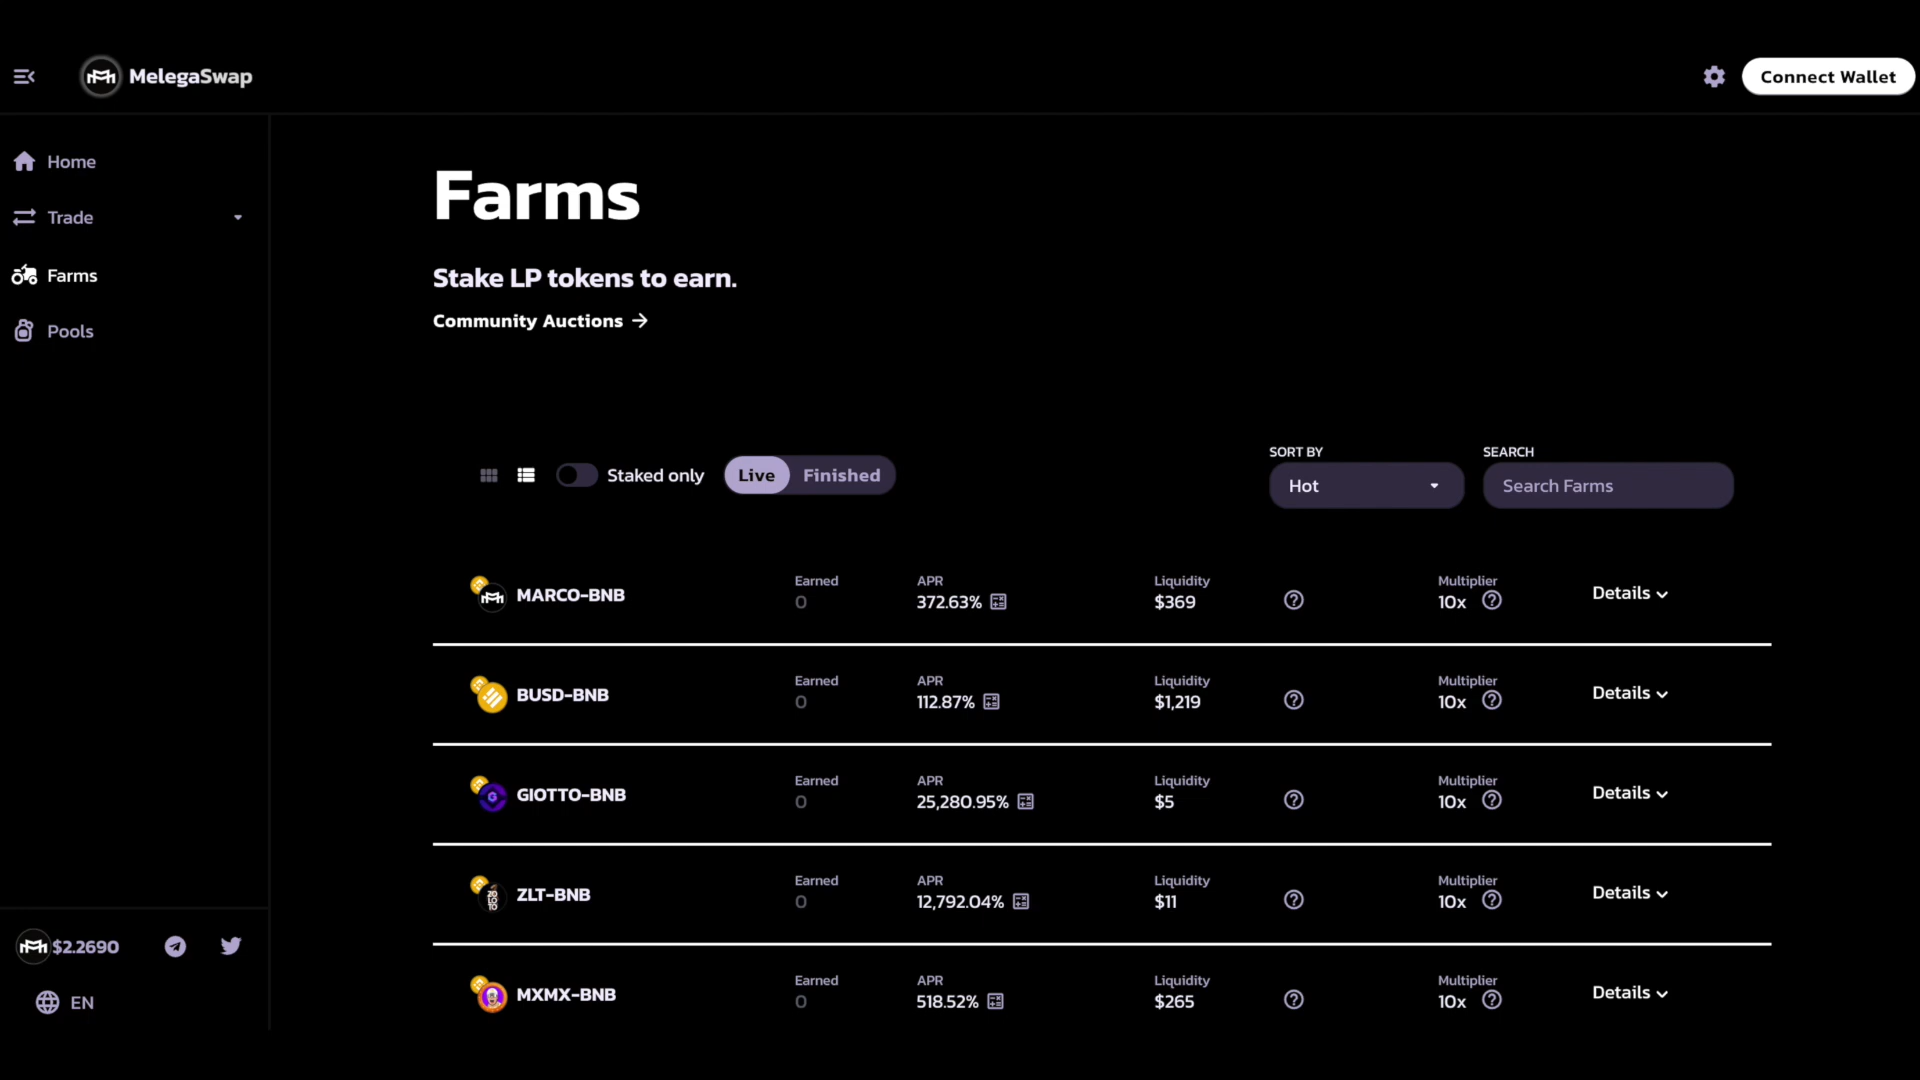 MelegaSwap
Connect Wallet
Home
Trade
Farms
Pools
Farms
Stake LP tokens to earn.
Community Auctions
Staked only
Live
Finished
SORT BY
Hot
SEARCH
Search Farms
MARCO-BNB
Earned
0
APR
372.63%
Liquidity
$369
Multiplier
10x
Details
BUSD-BNB
Earned
0
APR
112.87%
Liquidity
$1,219
Multiplier
10x
Details
GIOTTO-BNB
Earned
0
APR
25,280.95%
Liquidity
$5
Multiplier
10x
Details
ZLT-BNB
Earned
0
APR
12,792.04%
Liquidity
$11
Multiplier
10x
Details
MXMX-BNB
Earned
0
APR
518.52%
Liquidity
$265
Multiplier
10x
Details
$2.2690
EN